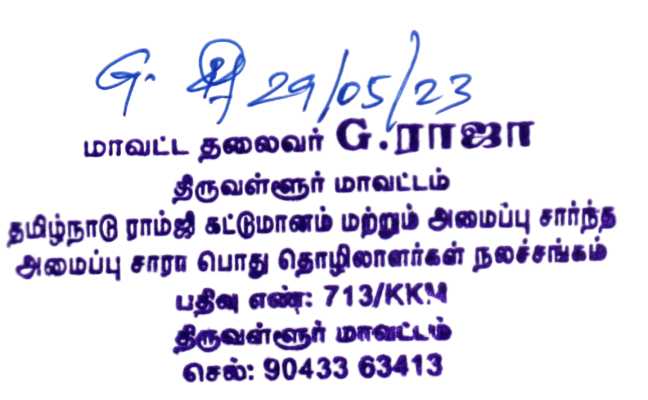 G. 29/05/23
மாவட்ட தலைவர் G.ராஜா
திருவள்ளூர் மாவட்டம்
தமிழ்நாடு ராம்ஜி கட்டுமானம் மற்றும் அமைப்பு சார்ந்த
அமைப்பு சாரா பொது தொழிலாளர்கள் நலச்சங்கம்
பதிவு எண்: 713/KKM
திருவள்ளூர் மாவட்டம்
செல்: 90433 63413